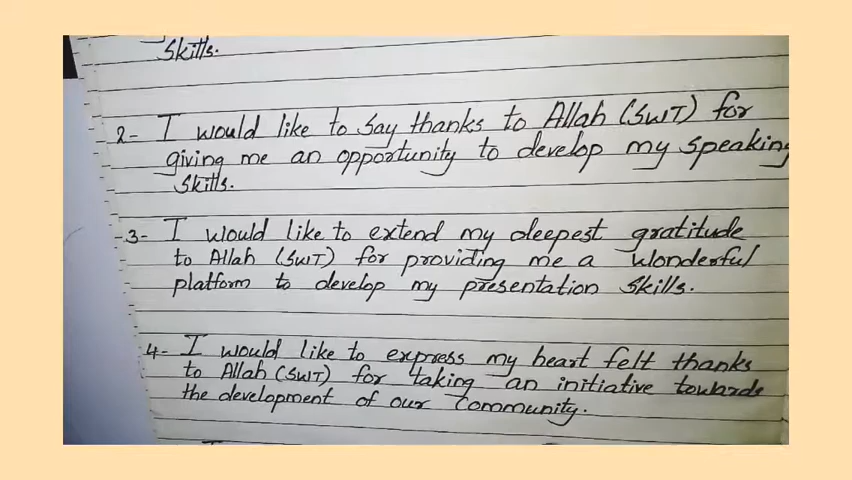 Skills.
2- I would like to say thanks to Allah (SWT) for
giving me an opportunity to develop my speaking
skills.
3- I would like to extend my deepest gratitude
to Allah (SWT) for providing me a wonderful
platform to develop my presentation skills.
4- I would like to express my heart felt thanks
to Allah (SWT) for taking an initiative towards
the development of our Community.